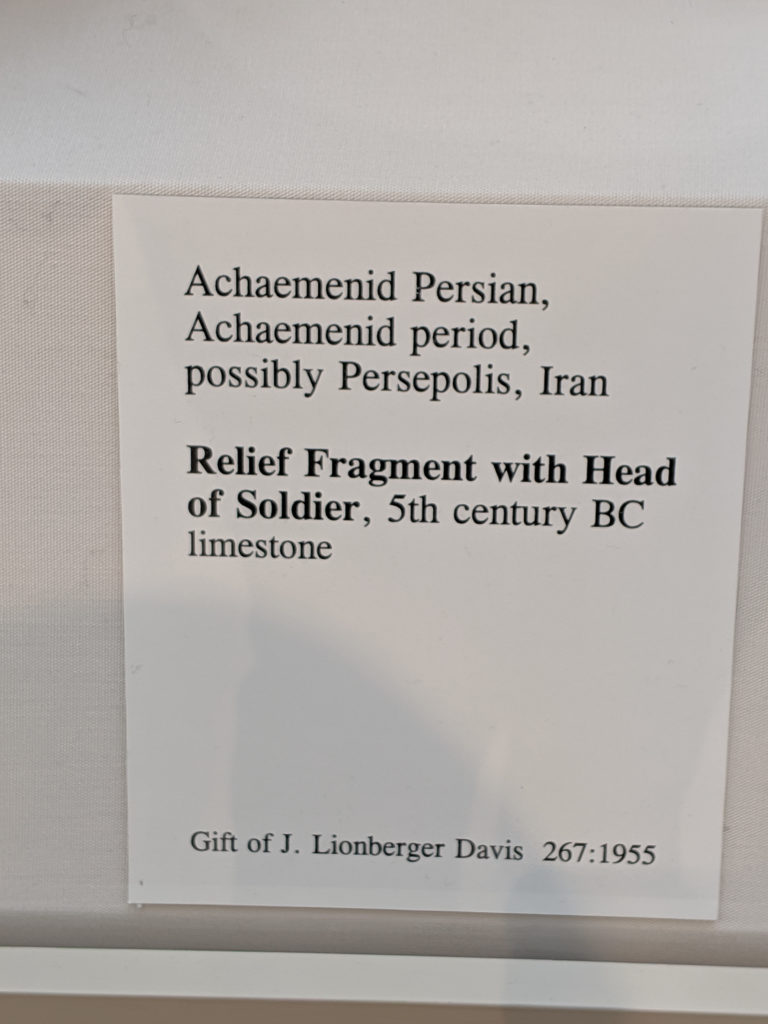 Achaemenid Persian,
Achaemenid period,
possibly Persepolis, Iran
Relief Fragment with Head
of Soldier, 5th century BC
limestone
Gift of J. Lionberger Davis 267:1955